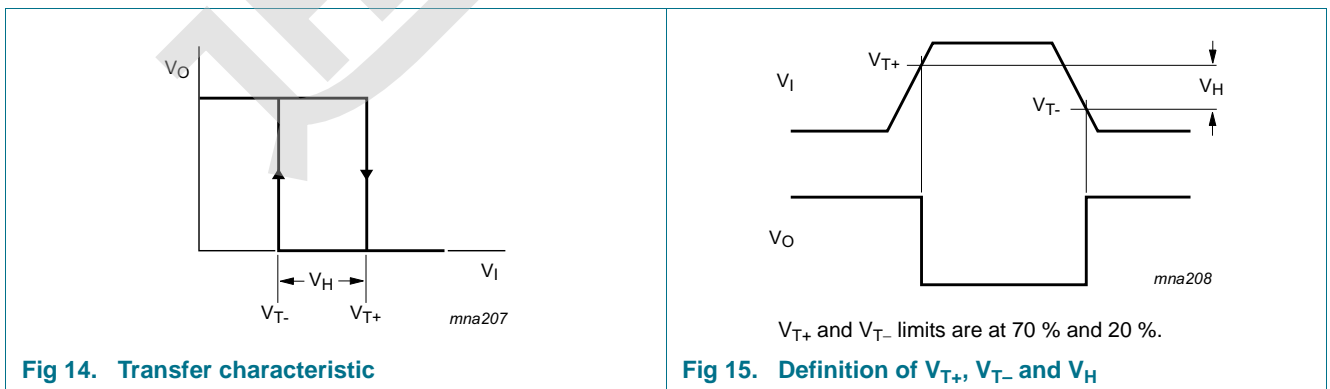 VO
VH
VI
VT-
VT+
mna207
Fig 14. Transfer characteristic
VI
VT+
VT-
VH
VO
mna208
VT+ and VT– limits are at 70 % and 20 %.
Fig 15. Definition of VT+, VT– and VH